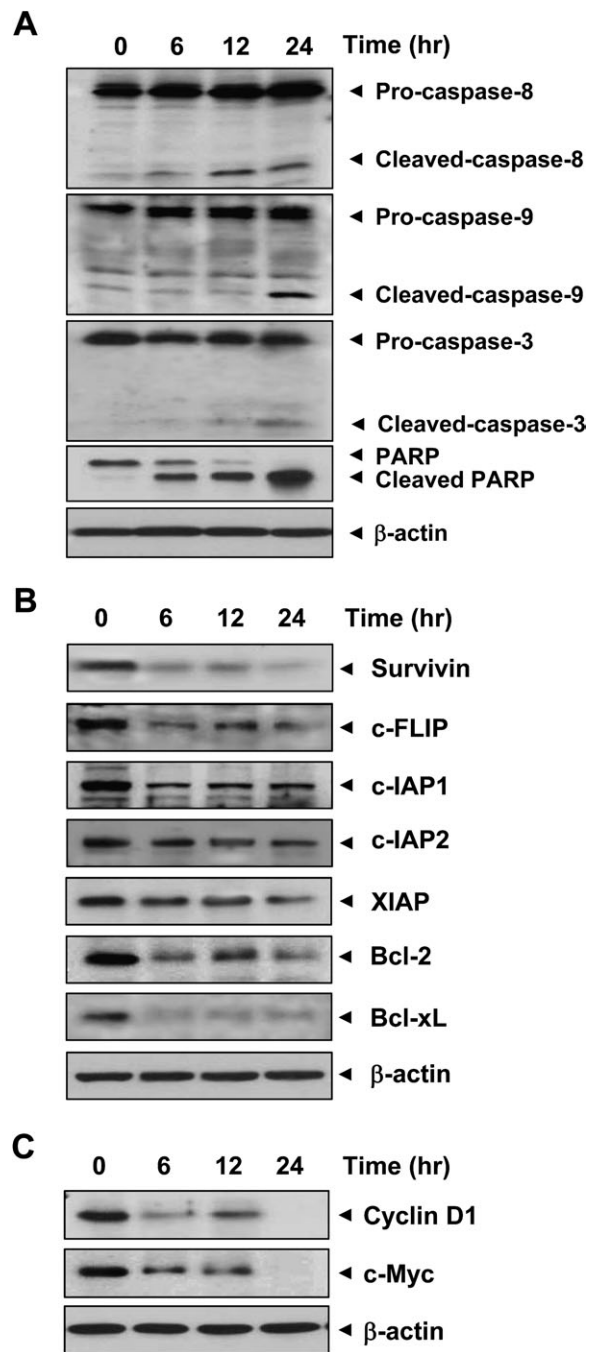 A
0 6 12 24 Time (hr)
◄ Pro-caspase-8
◄ Cleaved-caspase-8
◄ Pro-caspase-9
◄ Cleaved-caspase-9
◄ Pro-caspase-3
◄ Cleaved-caspase-3
◄ PARP
◄ Cleaved PARP
◄ β-actin
B
0 6 12 24 Time (hr)
◄ Survivin
◄ c-FLIP
◄ c-IAP1
◄ c-IAP2
◄ XIAP
◄ Bcl-2
◄ Bcl-xL
◄ β-actin
C
0 6 12 24 Time (hr)
◄ Cyclin D1
◄ c-Myc
◄ β-actin